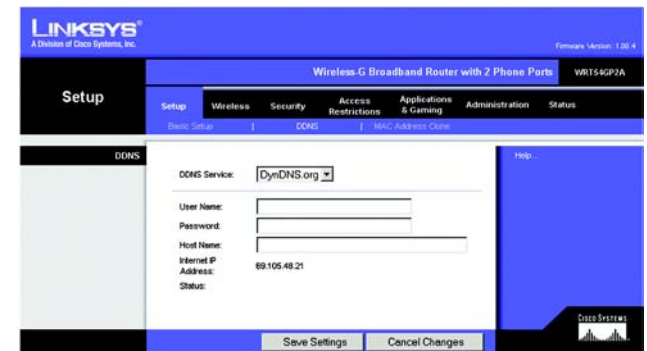 LINKSYS®
A Division of Cisco Systems, Inc.
Firmware Version: 1.00.4
Wireless-G Broadband Router with 2 Phone Ports WRT54GP2A
Setup
Setup Wireless Security Access Restrictions Applications & Gaming Administration Status
Basic Setup | DDNS | MAC Address Clone
DDNS
Help...
DDNS Service: DynDNS.org
User Name:
Password:
Host Name:
Internet IP
Address: 69.105.48.21
Status:
CISCO SYSTEMS
Save Settings Cancel Changes